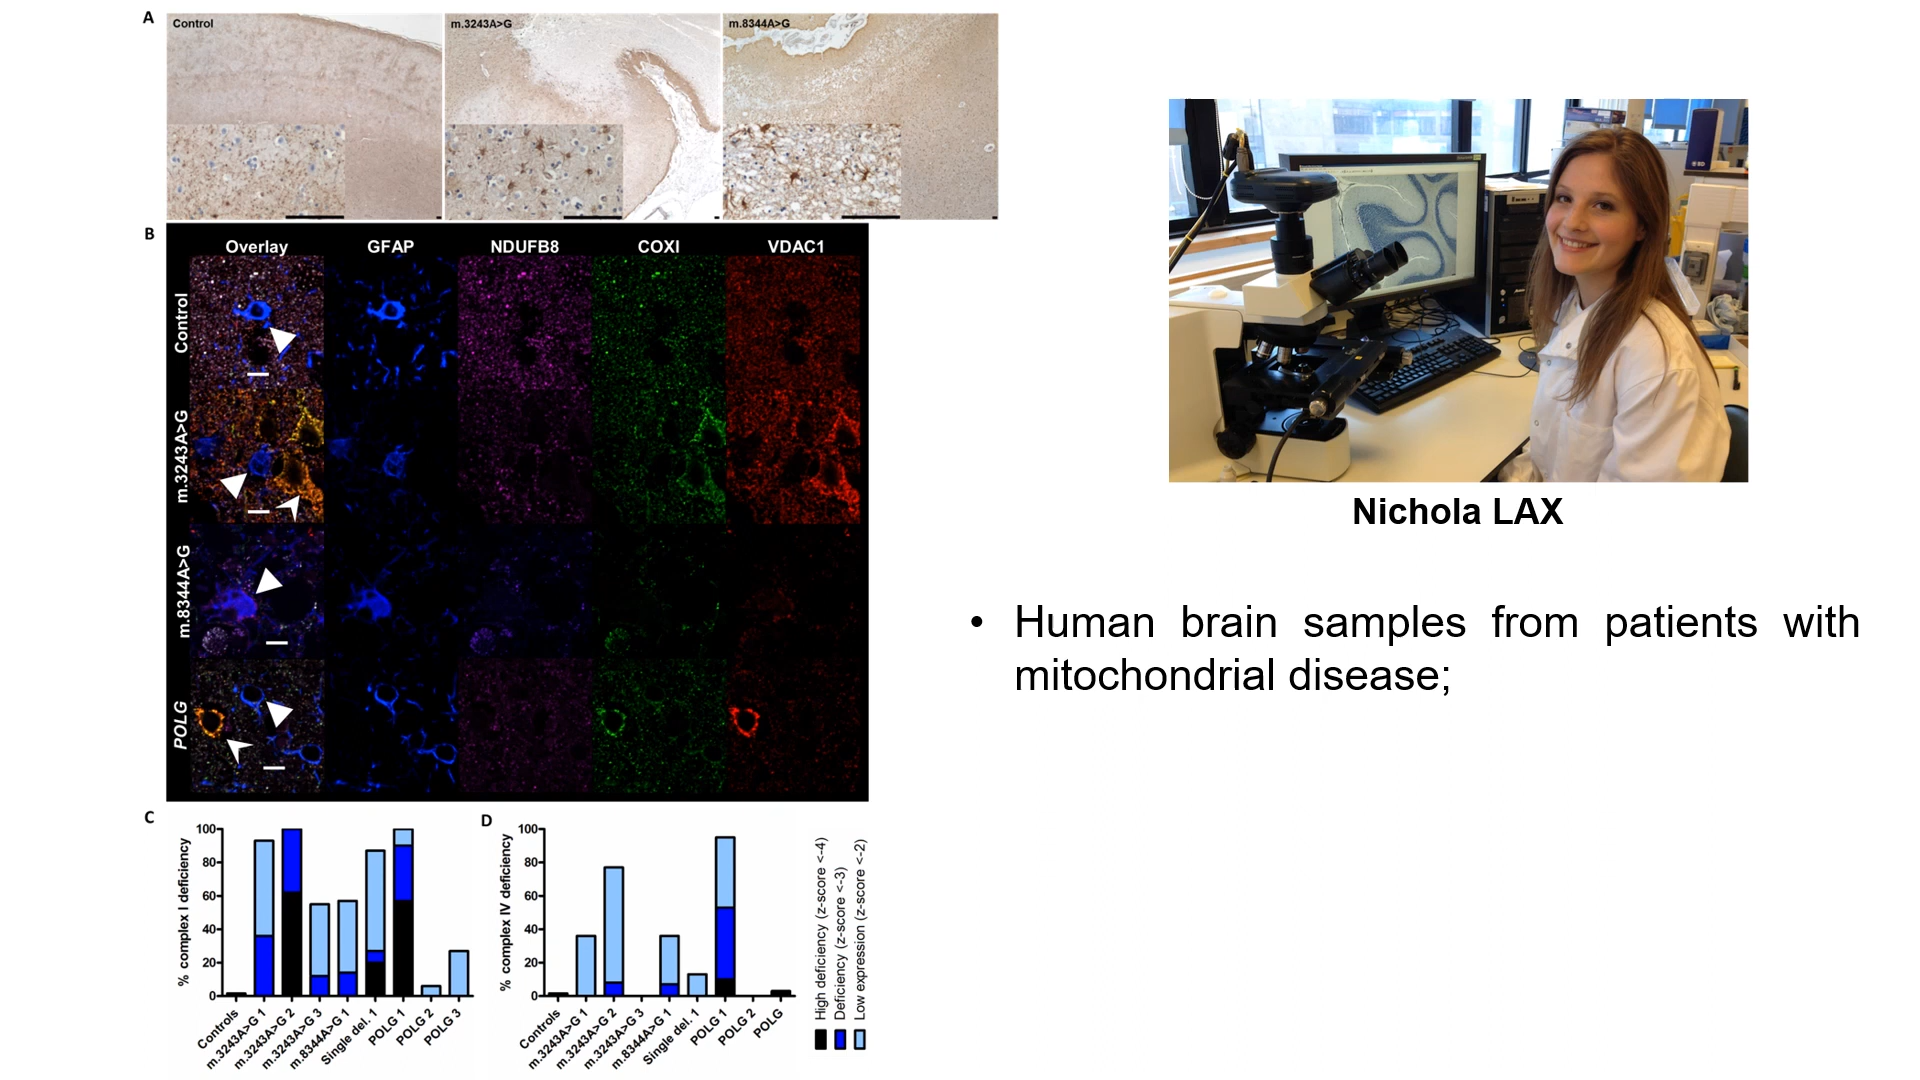 A
Control
m.3243A>G
m.8344A>G
B
Overlay
GFAP
NDUFB8
COXI
VDAC1
Control
m.3243A>G
m.8344A>G
POLG
C
% complex I deficiency
100
80
60
40
20
0
Controls
m.3243A>G 1
m.3243A>G 2
m.3243A>G 3
m.8344A>G 1
Single del. 1
POLG 1
POLG 2
POLG 3
D
% complex IV deficiency
100
80
60
40
20
0
Controls
m.3243A>G 1
m.3243A>G 2
m.3243A>G 3
m.8344A>G 1
Single del. 1
POLG 1
POLG 2
POLG
High deficiency (z-score <-4)
Deficiency (z-score <-3)
Low expression (z-score <-2)
Nichola LAX
• Human brain samples from patients with
mitochondrial disease;